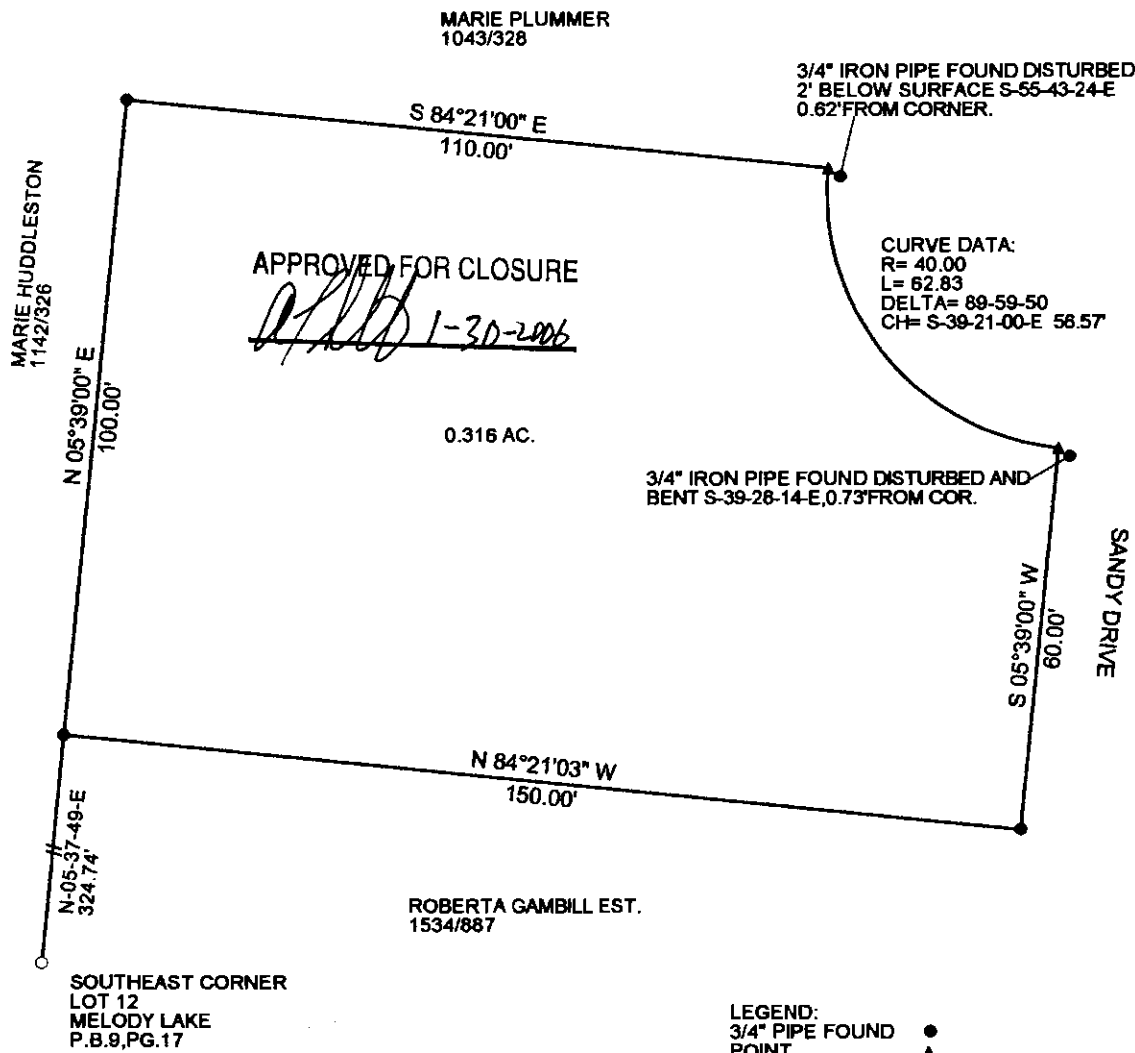 MARIE PLUMMER
1043/328
3/4" IRON PIPE FOUND DISTURBED
2' BELOW SURFACE S-55-43-24-E
0.62'FROM CORNER.
S 84°21'00" E
110.00'
MARIE HUDDLESTON
1142/326
CURVE DATA:
R= 40.00
L= 62.83
DELTA= 89-59-50
CH= S-39-21-00-E 56.57'
APPROVED FOR CLOSURE
1-30-2006
N 05°39'00" E
100.00'
0.316 AC.
3/4" IRON PIPE FOUND DISTURBED AND
BENT S-39-28-14-E,0.73'FROM COR.
SANDY DRIVE
S 05°39'00" W
60.00'
N 84°21'03" W
150.00'
N-05-37-49-E
324.74'
ROBERTA GAMBILL EST.
1534/887
SOUTHEAST CORNER
LOT 12
MELODY LAKE
P.B.9,PG.17
LEGEND:
3/4" PIPE FOUND
POINT